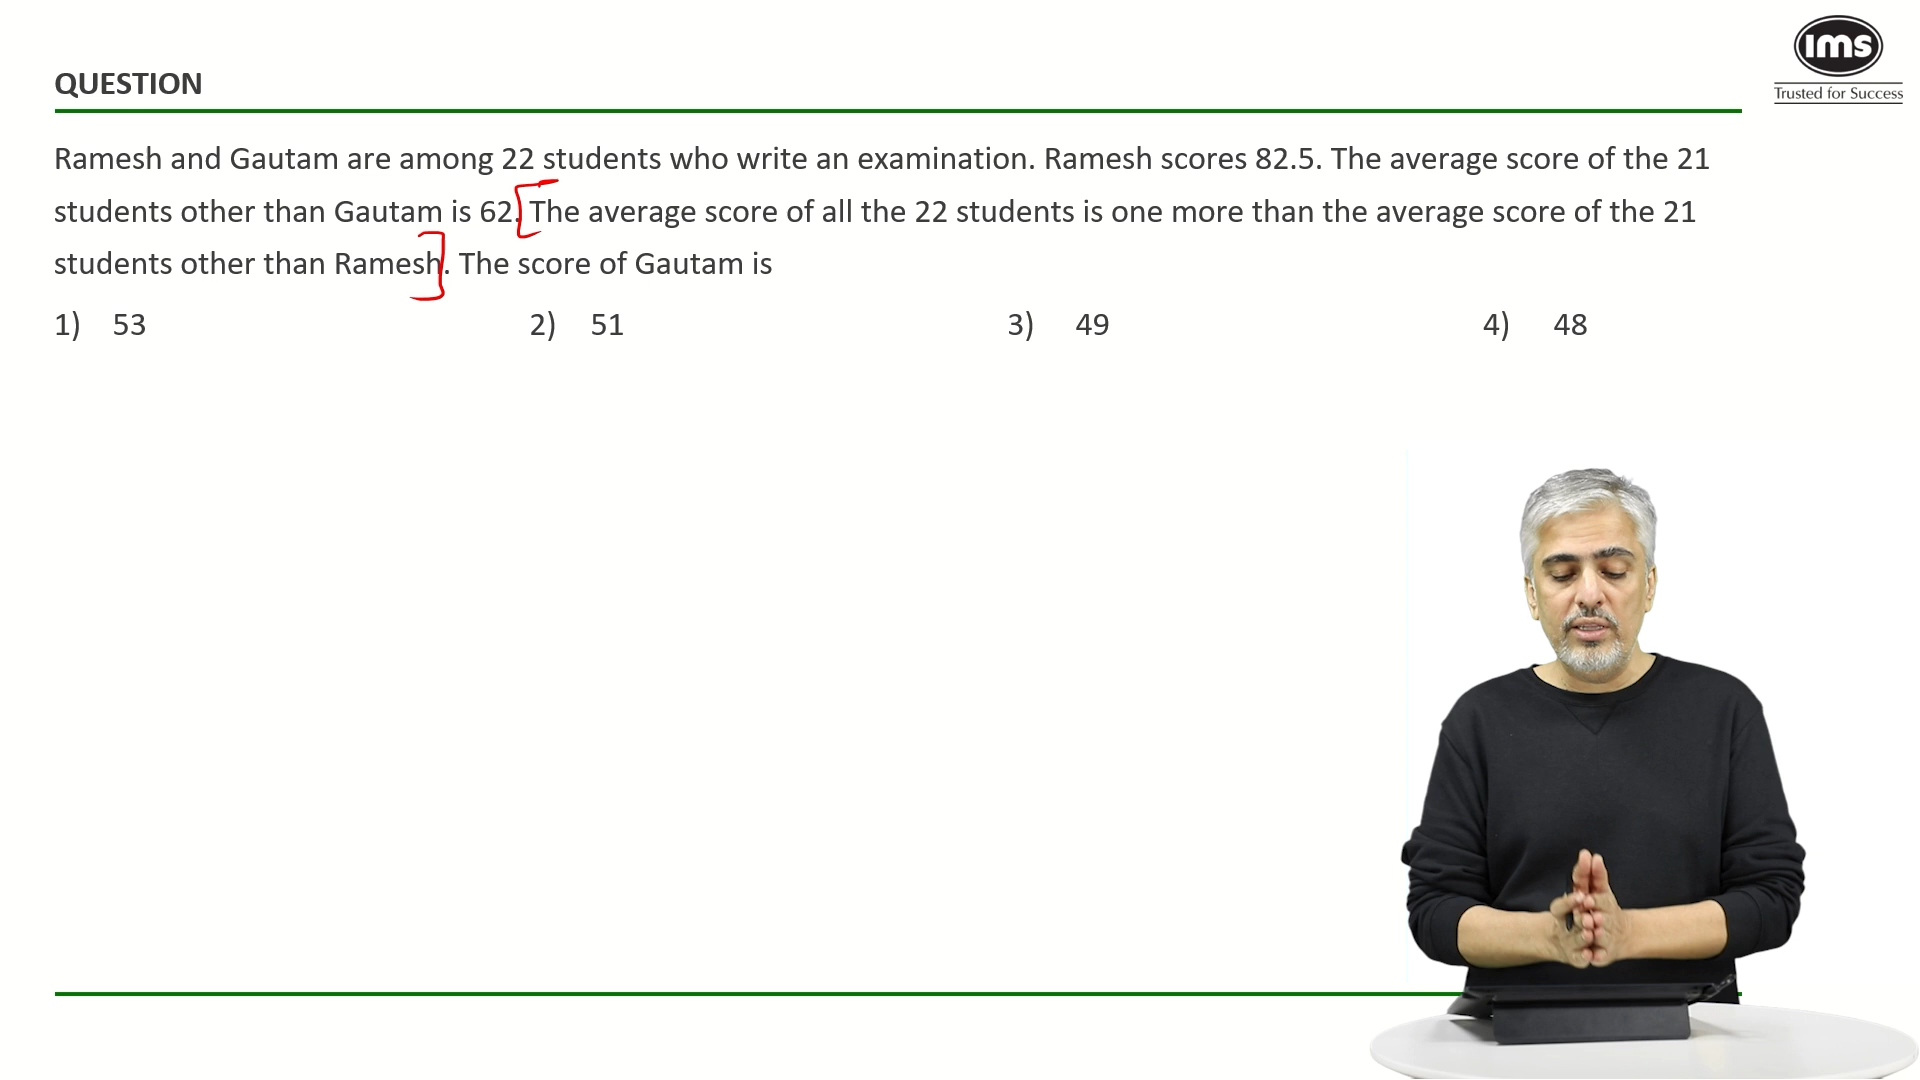 ims
Trusted for Success
QUESTION
Ramesh and Gautam are among 22 students who write an examination. Ramesh scores 82.5. The average score of the 21
students other than Gautam is 62. The average score of all the 22 students is one more than the average score of the 21
students other than Ramesh. The score of Gautam is
1) 53 2) 51 3) 49 4) 48